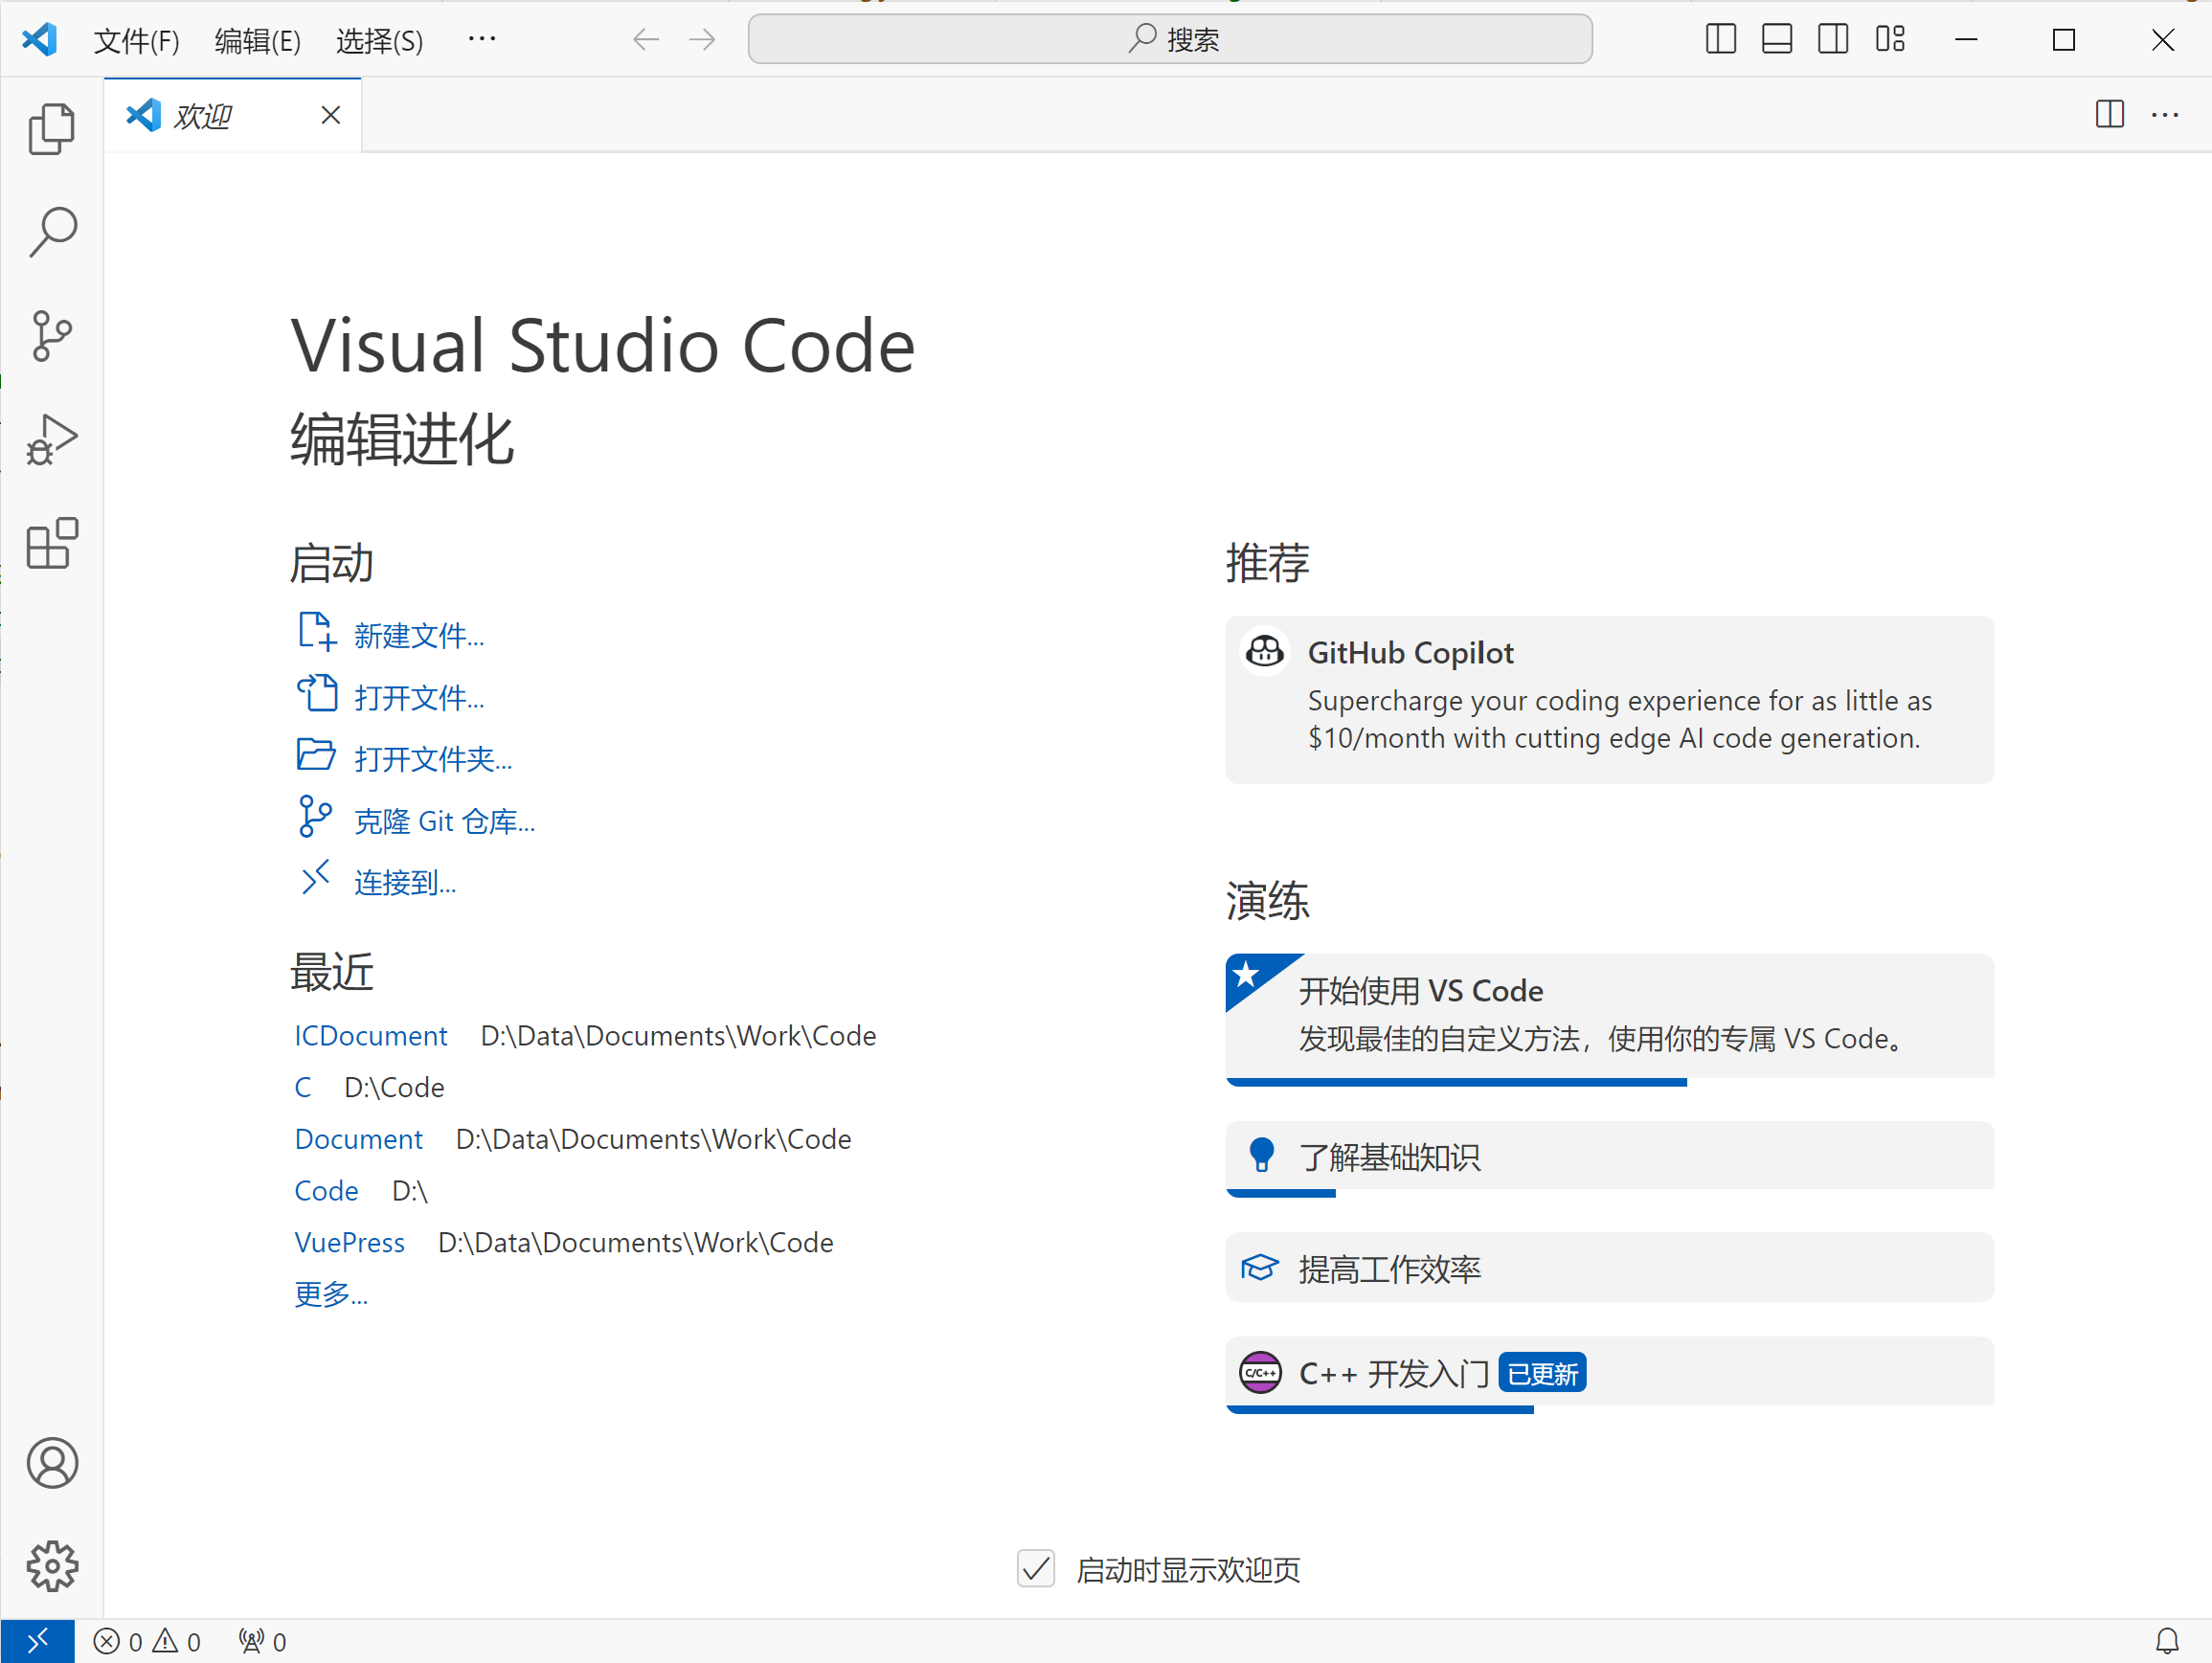 文件(F) 编辑(E) 选择(S) ··· 搜索
欢迎
Visual Studio Code
编辑进化
启动
新建文件...
打开文件...
打开文件夹...
克隆 Git 仓库...
连接到...
最近
ICDocument D:\Data\Documents\Work\Code
C D:\Code
Document D:\Data\Documents\Work\Code
Code D:\
VuePress D:\Data\Documents\Work\Code
更多...
推荐
GitHub Copilot
Supercharge your coding experience for as little as
$10/month with cutting edge AI code generation.
演练
开始使用 VS Code
发现最佳的自定义方法，使用你的专属 VS Code。
了解基础知识
提高工作效率
C/C++
C++ 开发入门 已更新
启动时显示欢迎页
0 0 0